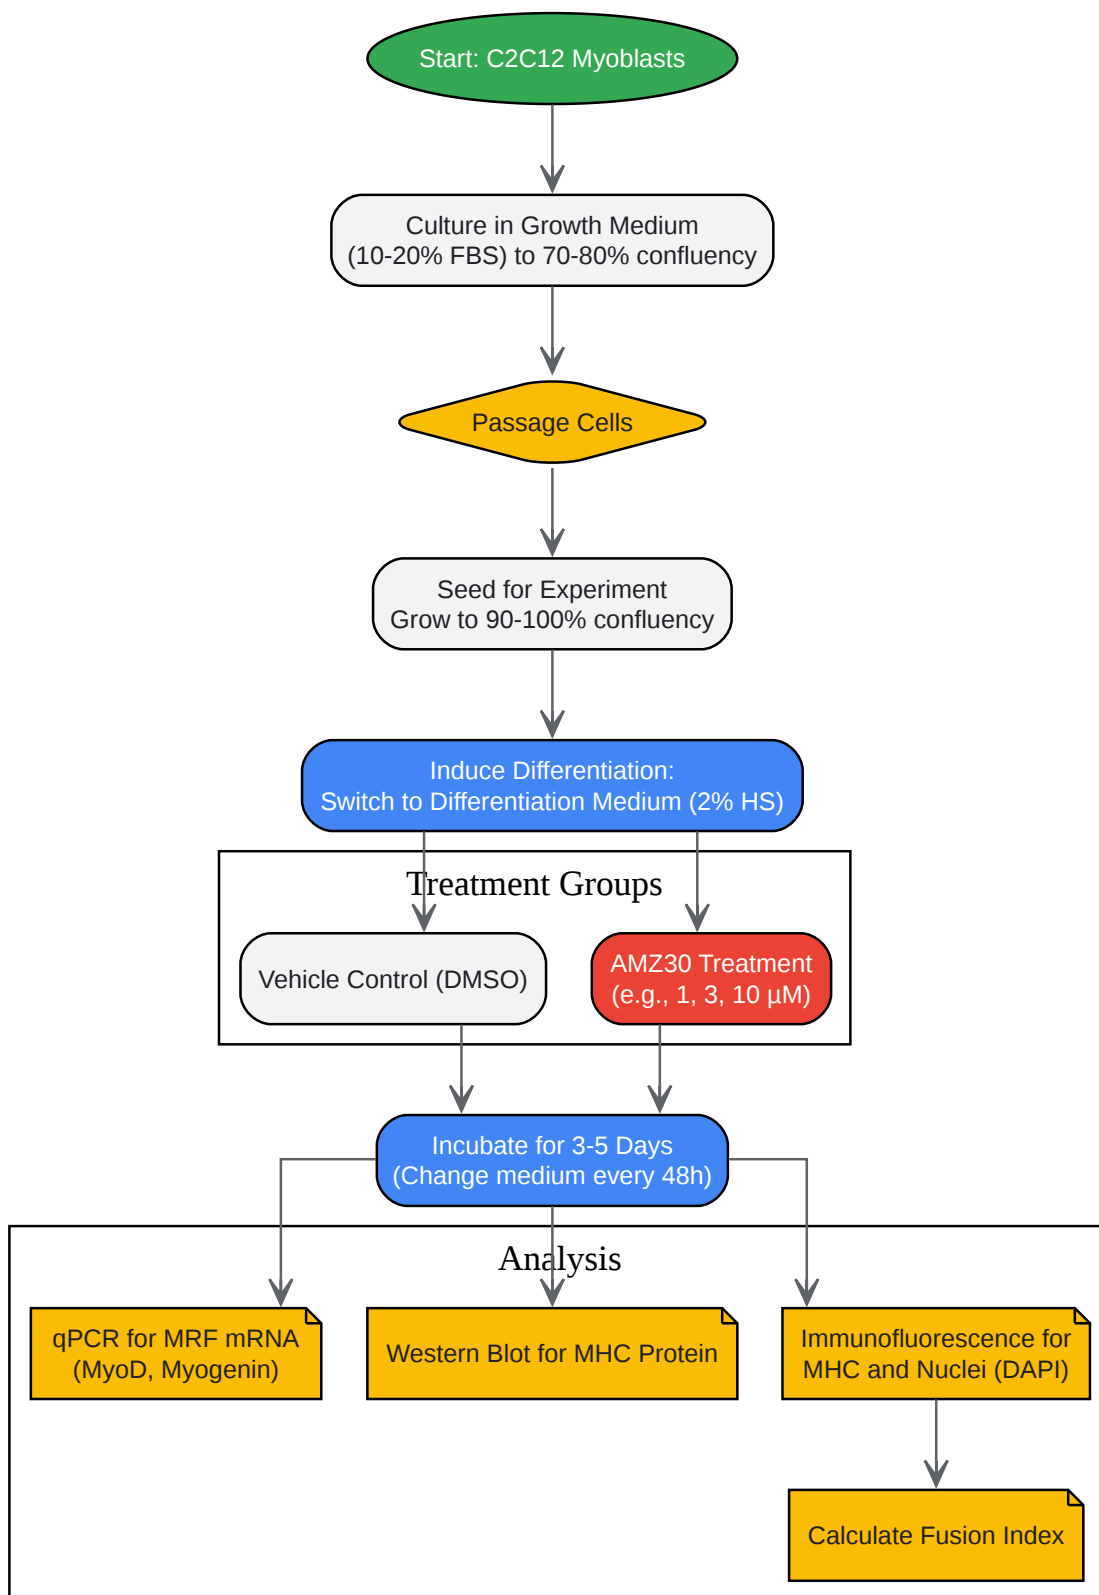 Start: C2C12 Myoblasts
Culture in Growth Medium
(10-20% FBS) to 70-80% confluency
Passage Cells
Seed for Experiment
Grow to 90-100% confluency
Induce Differentiation:
Switch to Differentiation Medium (2% HS)
Treatment Groups
Vehicle Control (DMSO)
AMZ30 Treatment
(e.g., 1, 3, 10 µM)
Incubate for 3-5 Days
(Change medium every 48h)
Analysis
qPCR for MRF mRNA
(MyoD, Myogenin)
Western Blot for MHC Protein
Immunofluorescence for
MHC and Nuclei (DAPI)
Calculate Fusion Index